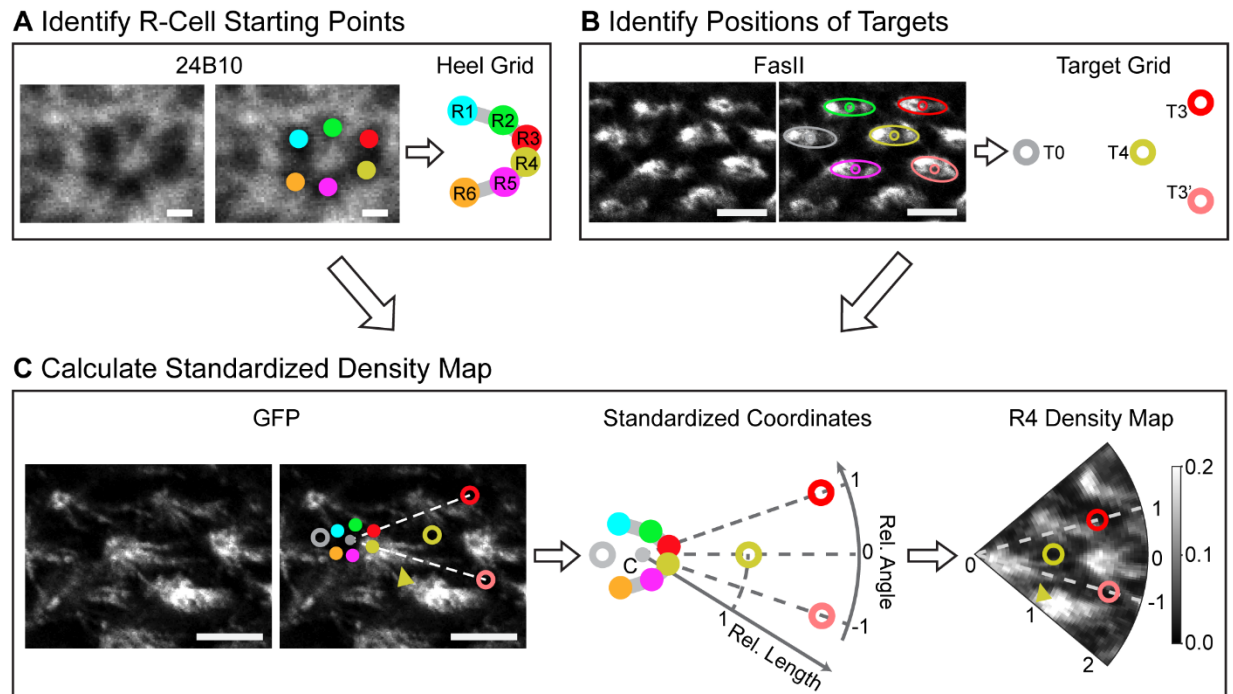 A Identify R-Cell Starting Points
24B10
Heel Grid
R1
R2
R3
R4
R5
R6
B Identify Positions of Targets
FasII
Target Grid
T3
T0
T4
T3'
C Calculate Standardized Density Map
GFP
Standardized Coordinates
R4 Density Map
C
1
0
-1
Rel. Angle
1
Rel. Length
0
1
2
1
0
-1
0.2
0.1
0.0